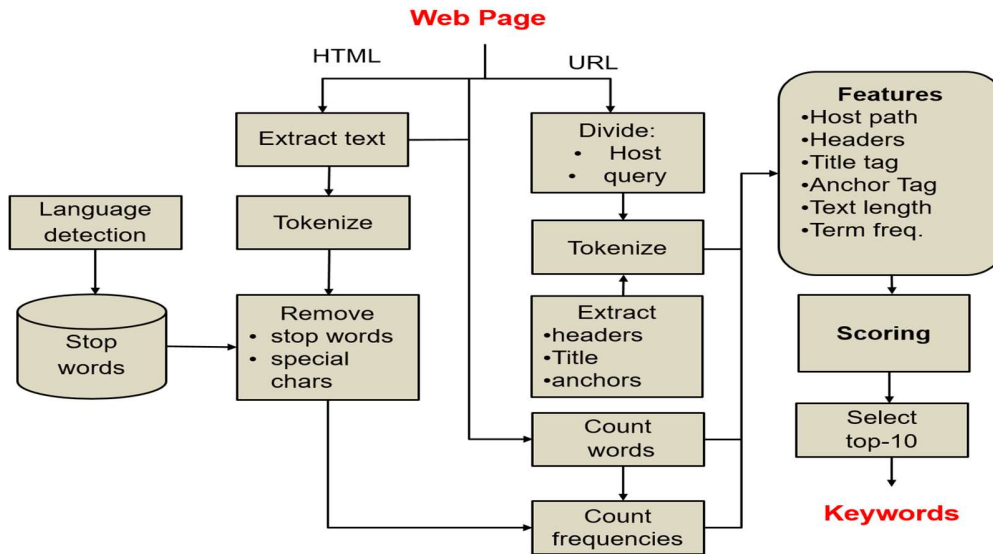 Web Page
HTML
URL
Extract text
Tokenize
Language
detection
Stop
words
Remove
• stop words
• special
chars
Divide:
• Host
• query
Tokenize
Extract
•headers
•Title
•anchors
Count
words
Count
frequencies
Features
•Host path
•Headers
•Title tag
•Anchor Tag
•Text length
•Term freq.
Scoring
Select
top-10
Keywords